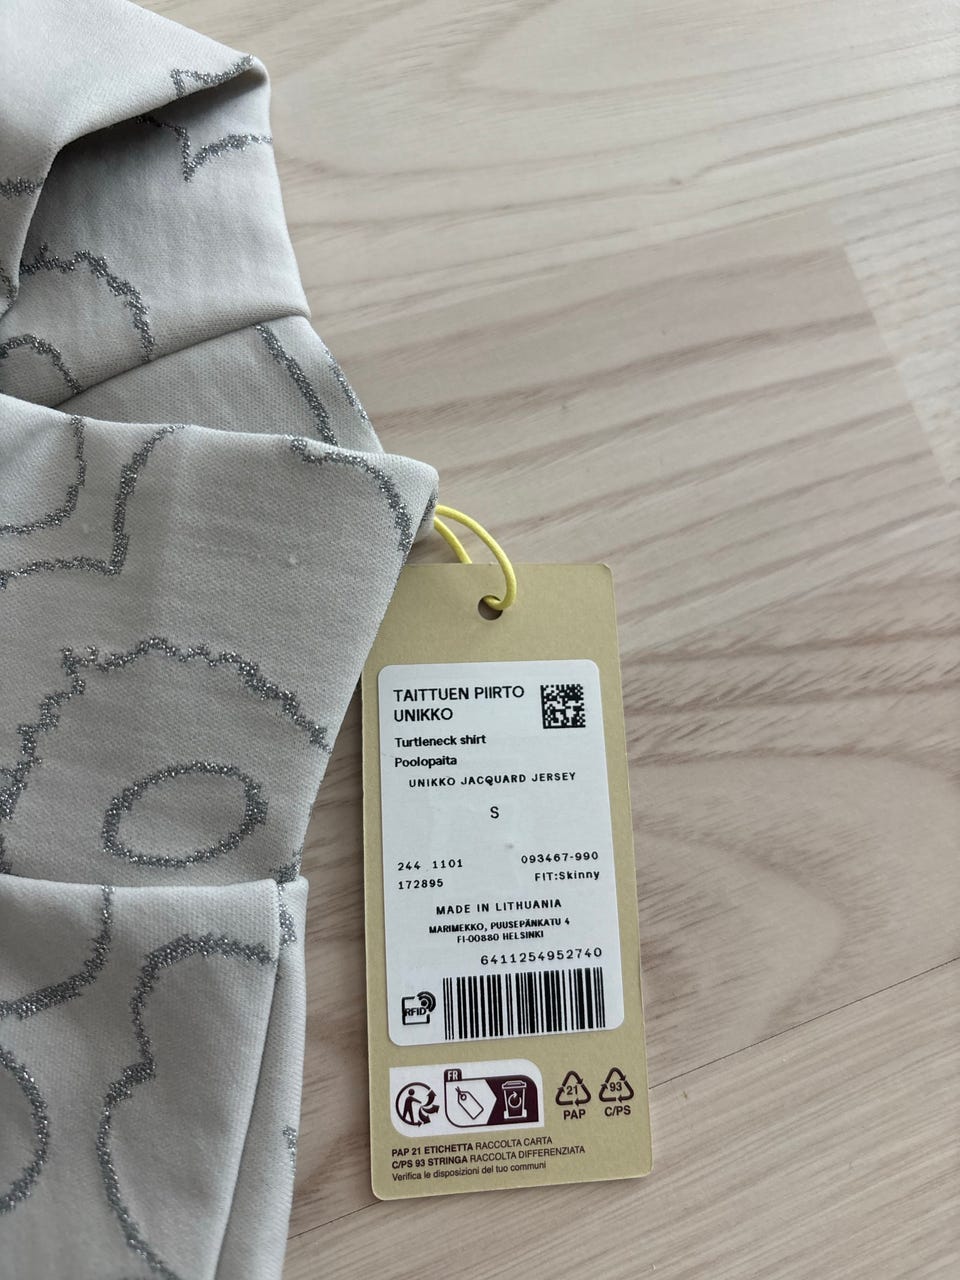 TAITTUEN PIIRTO
UNIKKO
Turtleneck shirt
Poolopaita
UNIKKO JACQUARD JERSEY
S
244 1101 093467-990
172895 FIT:Skinny
MADE IN LITHUANIA
MARIMEKKO, PUUSEPÄNKATU 4
FI-00880 HELSINKI
6411254952740
RFID
FR
21
PAP
93
C/PS
PAP 21 ETICHETTA RACCOLTA CARTA
C/PS 93 STRINGA RACCOLTA DIFFERENZIATA
Verifica le disposizioni del tuo communi